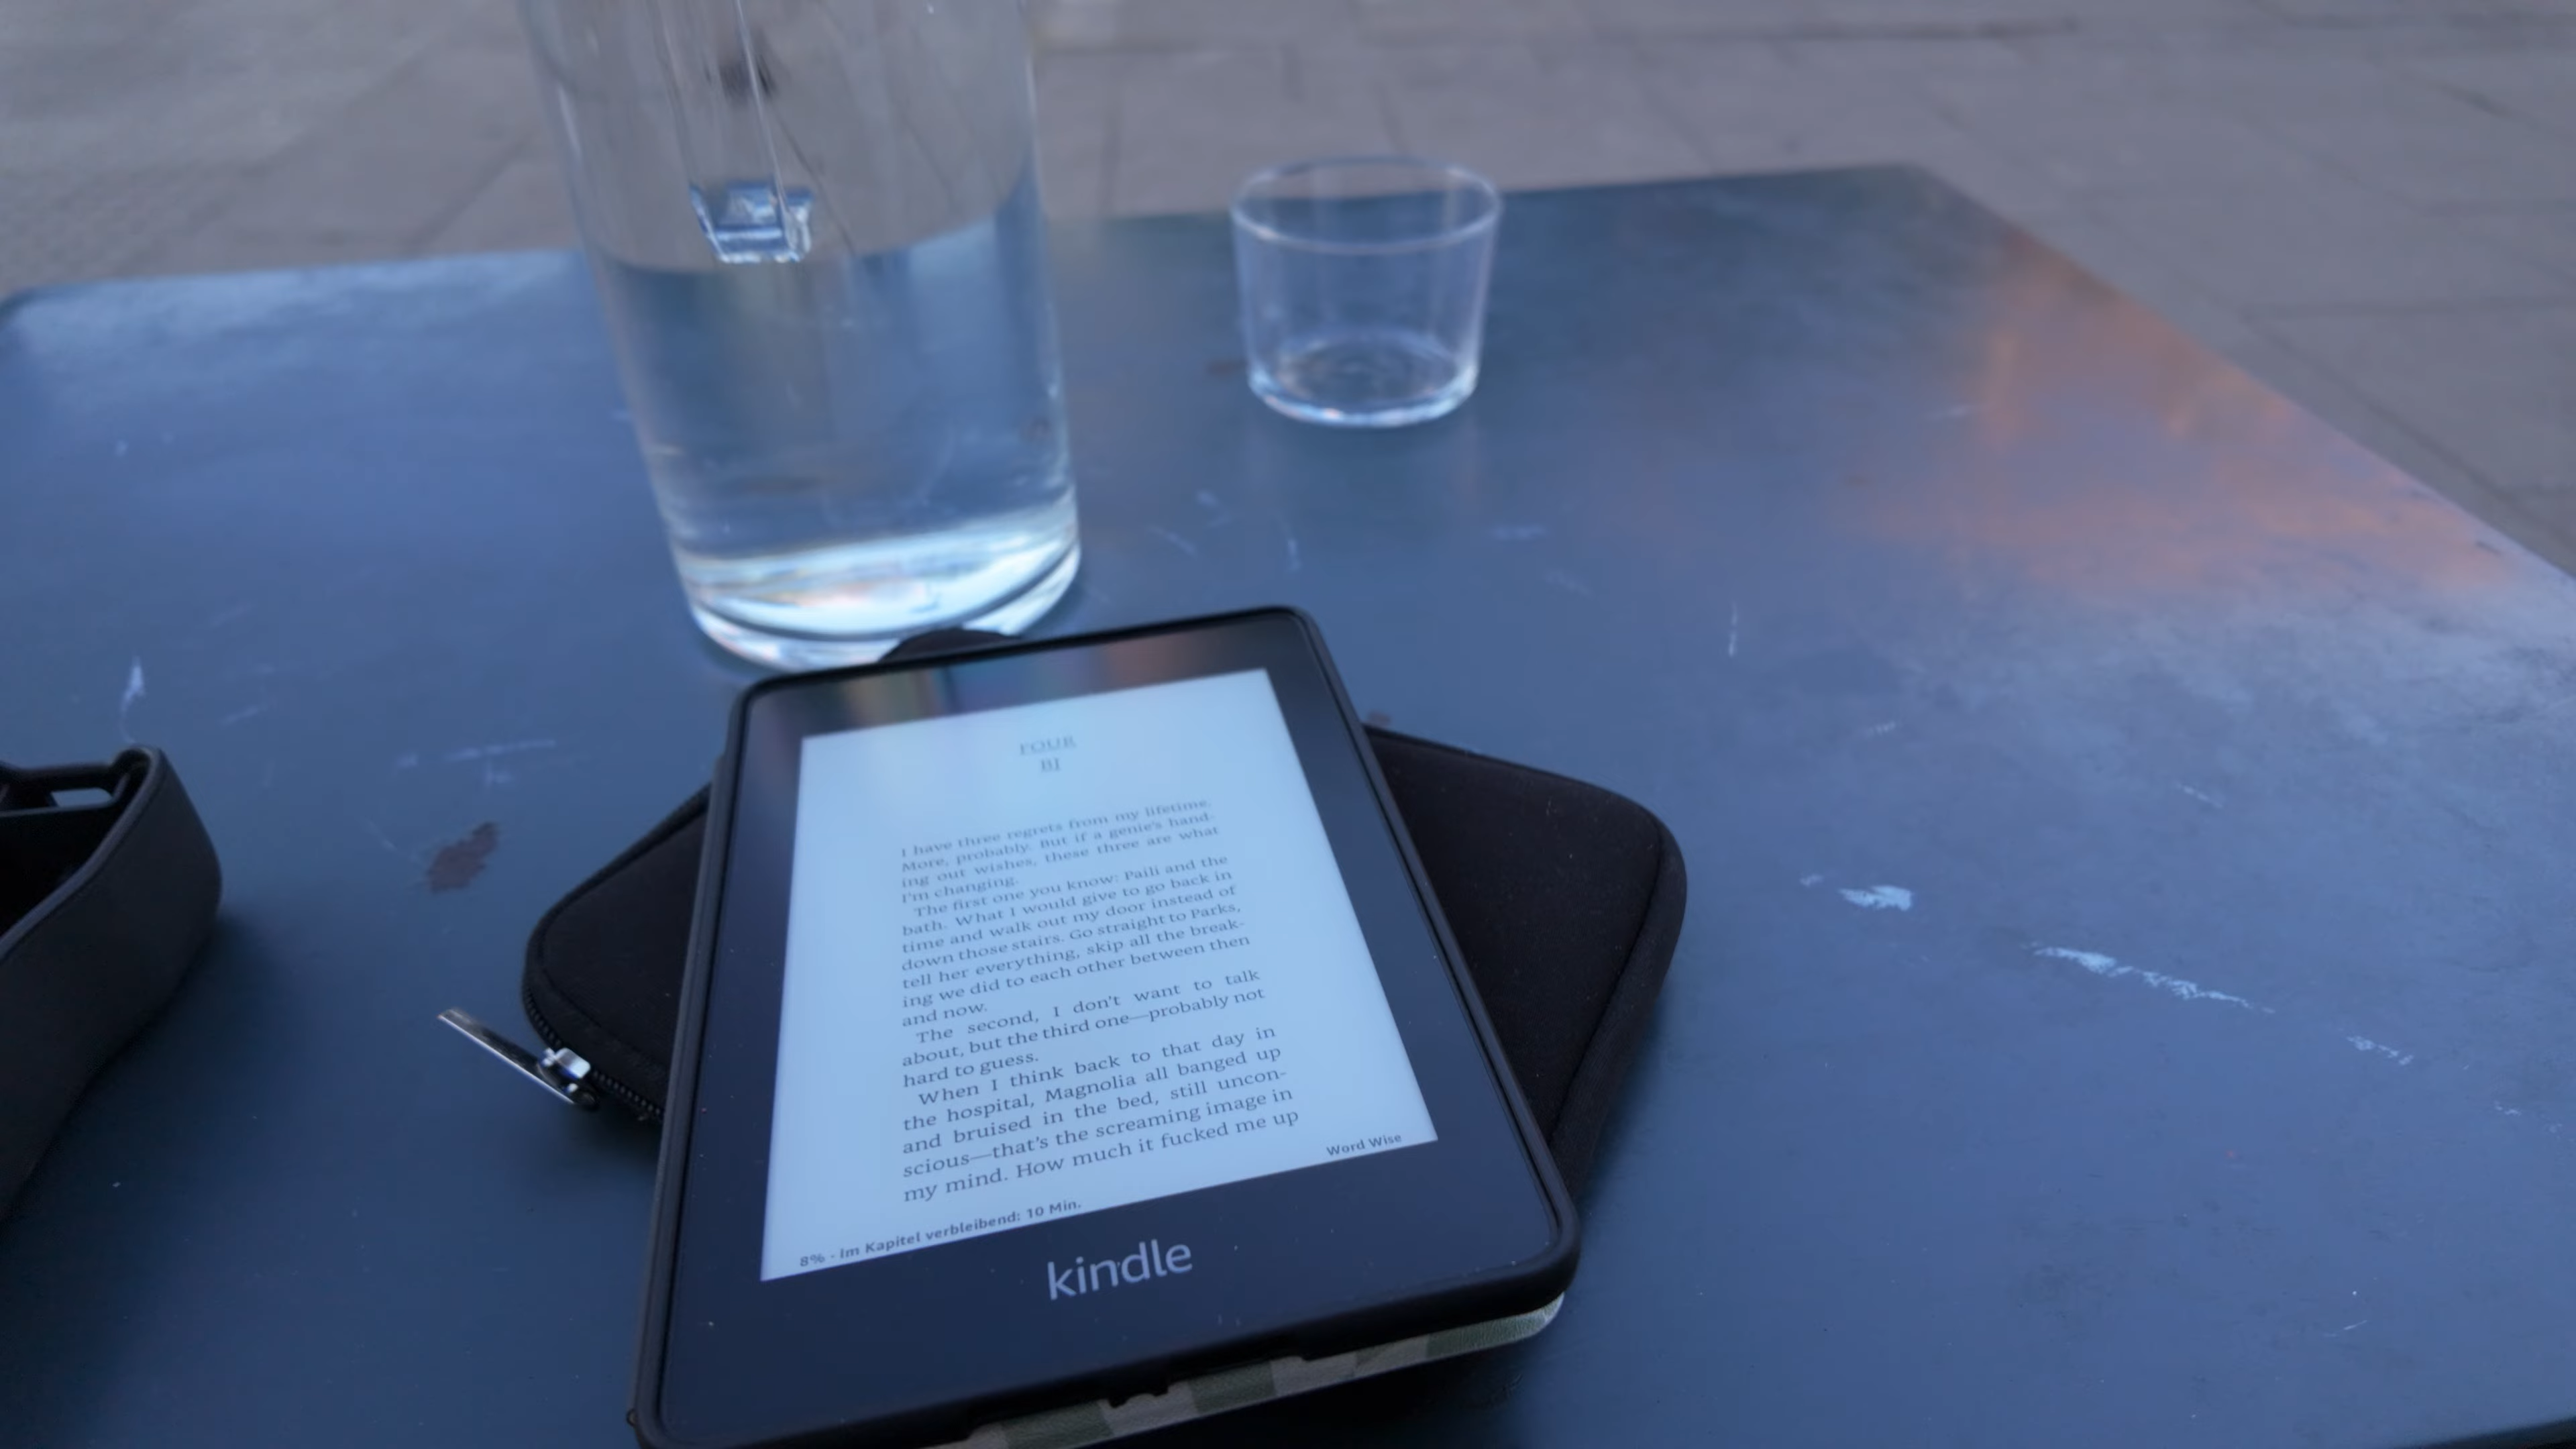 FOUR
BJ
I have three regrets from my lifetime.
More, probably. But if a genie's hand-
ing out wishes, these three are what
I'm changing.
The first one you know: Paili and the
bath. What I would give to go back in
time and walk out my door instead of
down those stairs. Go straight to Parks,
tell her everything, skip all the break-
ing we did to each other between then
and now.
The second, I don't want to talk
about, but the third one—probably not
hard to guess.
When I think back to that day in
the hospital, Magnolia all banged up
and bruised in the bed, still uncon-
scious—that's the screaming image in
my mind. How much it fucked me up
Word Wise
8% - Im Kapitel verbleibend: 10 Min.
kindle